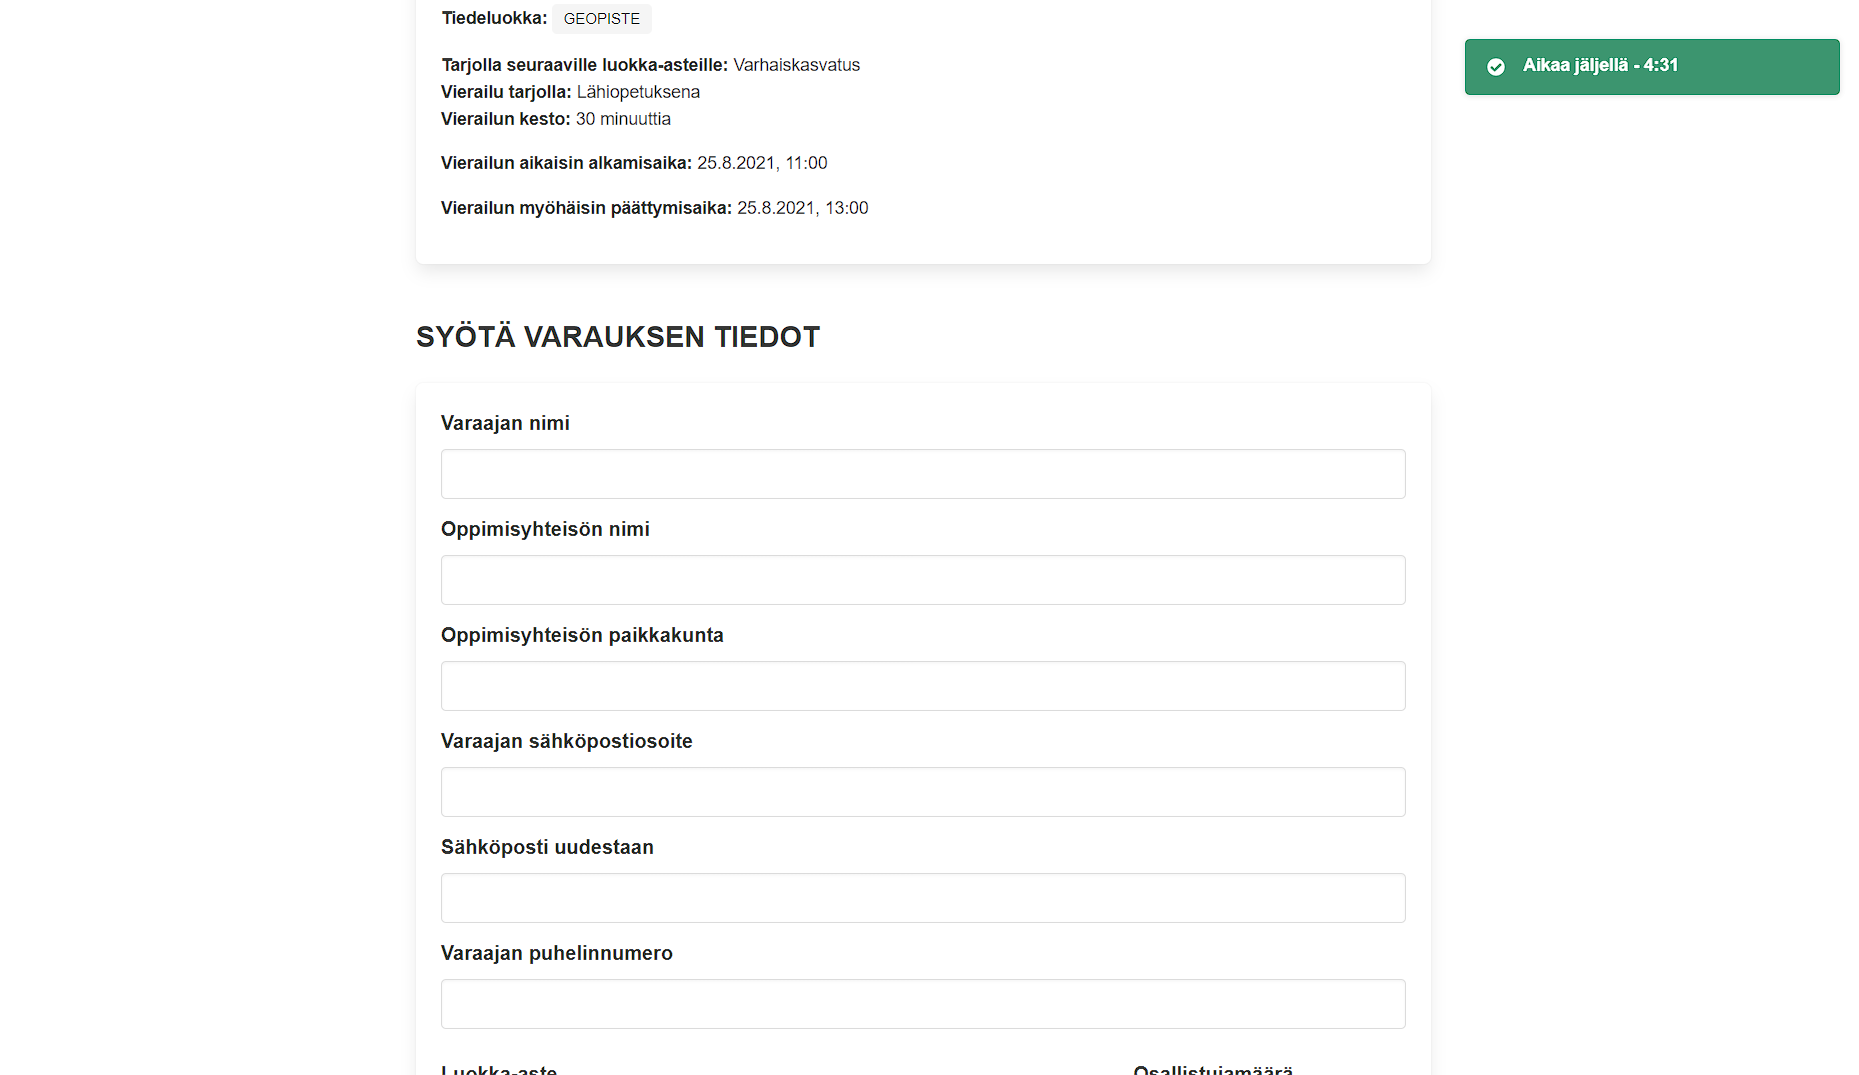 Tiedeluokka: GEOPISTE
Aikaa jäljellä - 4:31
Tarjolla seuraaville luokka-asteille: Varhaiskasvatus
Vierailu tarjolla: Lähiopetuksena
Vierailun kesto: 30 minuuttia
Vierailun aikaisin alkamisaika: 25.8.2021, 11:00
Vierailun myöhäisin päättymisaika: 25.8.2021, 13:00
SYÖTÄ VARAUKSEN TIEDOT
Varaajan nimi
Oppimisyhteisön nimi
Oppimisyhteisön paikkakunta
Varaajan sähköpostiosoite
Sähköposti uudestaan
Varaajan puhelinnumero
Luokka-aste
Osallistujamäärä